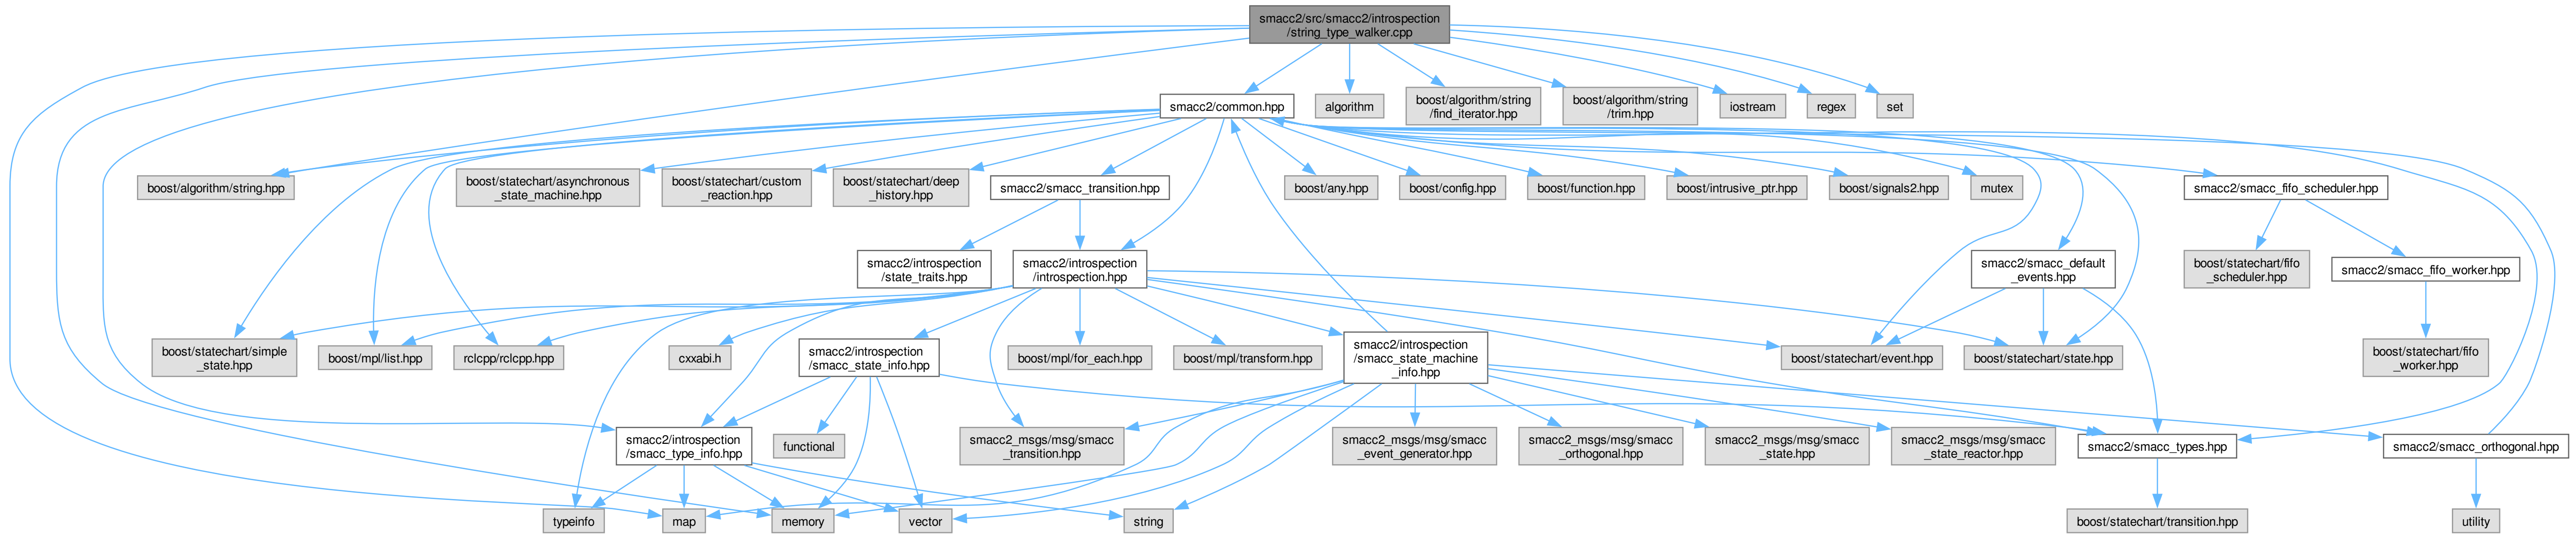 smacc2/src/smacc2/introspection
/string_type_walker.cpp
smacc2/common.hpp
algorithm
boost/algorithm/string
/find_iterator.hpp
boost/algorithm/string
/trim.hpp
iostream
regex
set
boost/algorithm/string.hpp
boost/statechart/asynchronous
_state_machine.hpp
boost/statechart/custom
_reaction.hpp
boost/statechart/deep
_history.hpp
smacc2/smacc_transition.hpp
boost/any.hpp
boost/config.hpp
boost/function.hpp
boost/intrusive_ptr.hpp
boost/signals2.hpp
mutex
smacc2/smacc_fifo_scheduler.hpp
smacc2/introspection
/state_traits.hpp
smacc2/introspection
/introspection.hpp
smacc2/smacc_default
_events.hpp
boost/statechart/fifo
_scheduler.hpp
smacc2/smacc_fifo_worker.hpp
boost/statechart/simple
_state.hpp
boost/mpl/list.hpp
rclcpp/rclcpp.hpp
cxxabi.h
smacc2/introspection
/smacc_state_info.hpp
boost/mpl/for_each.hpp
boost/mpl/transform.hpp
smacc2/introspection
/smacc_state_machine
_info.hpp
boost/statechart/event.hpp
boost/statechart/state.hpp
boost/statechart/fifo
_worker.hpp
smacc2/introspection
/smacc_type_info.hpp
functional
smacc2_msgs/msg/smacc
_transition.hpp
smacc2_msgs/msg/smacc
_event_generator.hpp
smacc2_msgs/msg/smacc
_orthogonal.hpp
smacc2_msgs/msg/smacc
_state.hpp
smacc2_msgs/msg/smacc
_state_reactor.hpp
smacc2/smacc_types.hpp
smacc2/smacc_orthogonal.hpp
typeinfo
map
memory
vector
string
boost/statechart/transition.hpp
utility